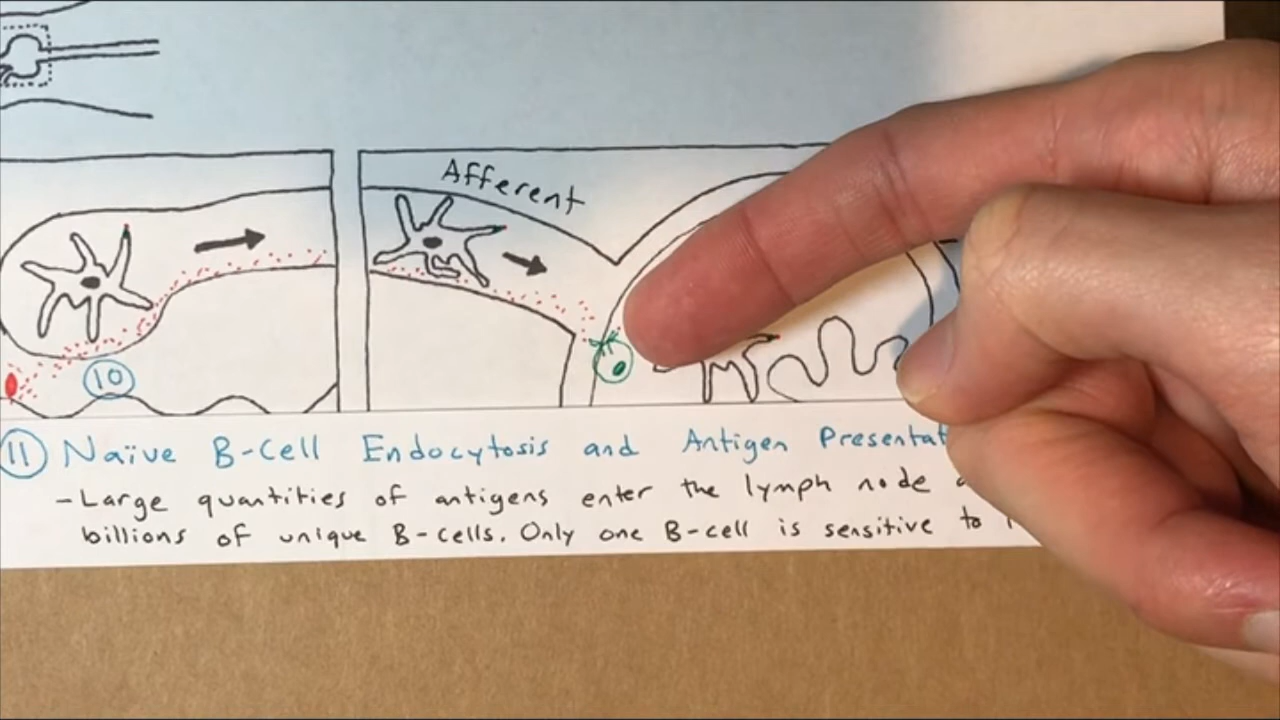 Afferent
10
11 Naïve B-Cell Endocytosis and Antigen
-Large quantities of antigens enter the lymph node
billions of unique B-cells. Only one B-cell is sensitive to